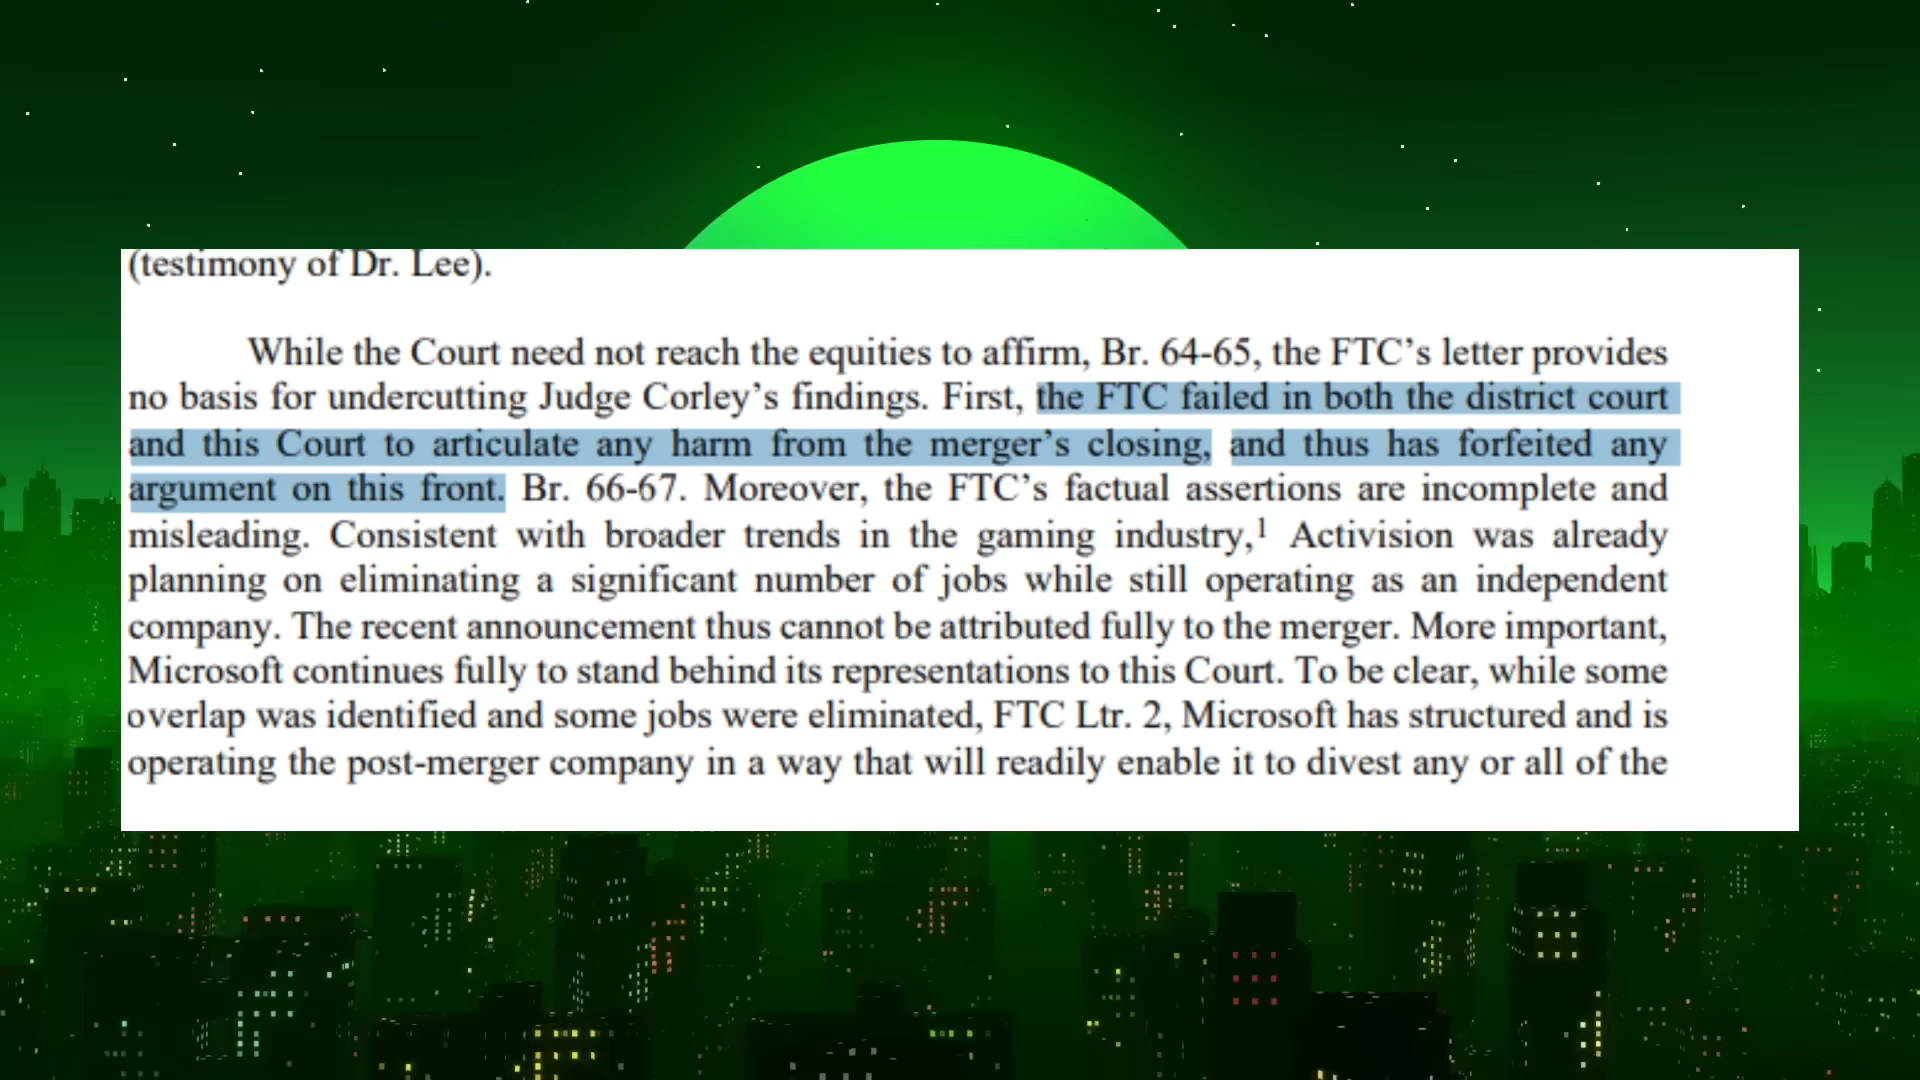 (testimony of Dr. Lee).
While the Court need not reach the equities to affirm, Br. 64-65, the FTC’s letter provides
no basis for undercutting Judge Corley’s findings. First, the FTC failed in both the district court
and this Court to articulate any harm from the merger’s closing, and thus has forfeited any
argument on this front. Br. 66-67. Moreover, the FTC’s factual assertions are incomplete and
misleading. Consistent with broader trends in the gaming industry,¹ Activision was already
planning on eliminating a significant number of jobs while still operating as an independent
company. The recent announcement thus cannot be attributed fully to the merger. More important,
Microsoft continues fully to stand behind its representations to this Court. To be clear, while some
overlap was identified and some jobs were eliminated, FTC Ltr. 2, Microsoft has structured and is
operating the post-merger company in a way that will readily enable it to divest any or all of the